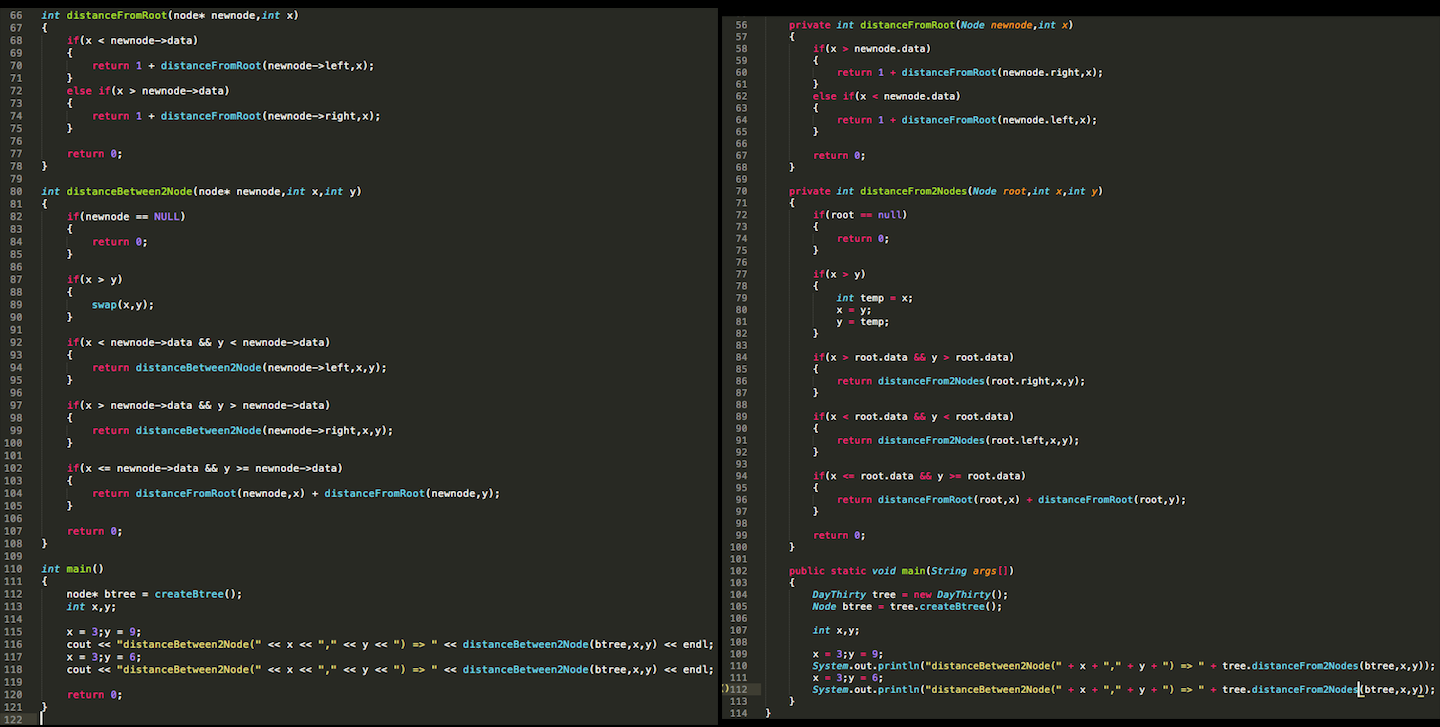 66 int distanceFromRoot(node* newnode,int x)
67 {
68 if(x < newnode->data)
69 {
70 return 1 + distanceFromRoot(newnode->left,x);
71 }
72 else if(x > newnode->data)
73 {
74 return 1 + distanceFromRoot(newnode->right,x);
75 }
76
77 return 0;
78 }
79
80 int distanceBetween2Node(node* newnode,int x,int y)
81 {
82 if(newnode == NULL)
83 {
84 return 0;
85 }
86
87 if(x > y)
88 {
89 swap(x,y);
90 }
91
92 if(x < newnode->data && y < newnode->data)
93 {
94 return distanceBetween2Node(newnode->left,x,y);
95 }
96
97 if(x > newnode->data && y > newnode->data)
98 {
99 return distanceBetween2Node(newnode->right,x,y);
100 }
101
102 if(x <= newnode->data && y >= newnode->data)
103 {
104 return distanceFromRoot(newnode,x) + distanceFromRoot(newnode,y);
105 }
106
107 return 0;
108 }
109
110 int main()
111 {
112 node* btree = createBtree();
113 int x,y;
114
115 x = 3;y = 9;
116 cout << "distanceBetween2Node(" << x << "," << y << ") => " << distanceBetween2Node(btree,x,y) << endl;
117 x = 3;y = 6;
118 cout << "distanceBetween2Node(" << x << "," << y << ") => " << distanceBetween2Node(btree,x,y) << endl;
119
120 return 0;
121 }
122
56 private int distanceFromRoot(Node newnode,int x)
57 {
58 if(x > newnode.data)
59 {
60 return 1 + distanceFromRoot(newnode.right,x);
61 }
62 else if(x < newnode.data)
63 {
64 return 1 + distanceFromRoot(newnode.left,x);
65 }
66
67 return 0;
68 }
69
70 private int distanceFrom2Nodes(Node root,int x,int y)
71 {
72 if(root == null)
73 {
74 return 0;
75 }
76
77 if(x > y)
78 {
79 int temp = x;
80 x = y;
81 y = temp;
82 }
83
84 if(x > root.data && y > root.data)
85 {
86 return distanceFrom2Nodes(root.right,x,y);
87 }
88
89 if(x < root.data && y < root.data)
90 {
91 return distanceFrom2Nodes(root.left,x,y);
92 }
93
94 if(x <= root.data && y >= root.data)
95 {
96 return distanceFromRoot(root,x) + distanceFromRoot(root,y);
97 }
98
99 return 0;
100 }
101
102 public static void main(String args[])
103 {
104 DayThirty tree = new DayThirty();
105 Node btree = tree.createBtree();
106
107 int x,y;
108
109 x = 3;y = 9;
110 System.out.println("distanceBetween2Node(" + x + "," + y + ") => " + tree.distanceFrom2Nodes(btree,x,y));
111 x = 3;y = 6;
112 System.out.println("distanceBetween2Node(" + x + "," + y + ") => " + tree.distanceFrom2Nodes(btree,x,y));
113 }
114 }